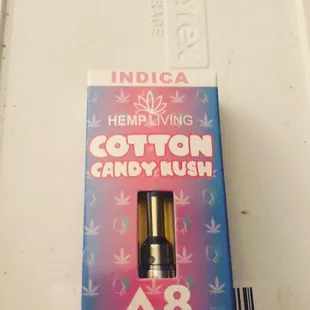 INDICA
HEMP LIVING
COTTON
CANDY KUSH
Δ8